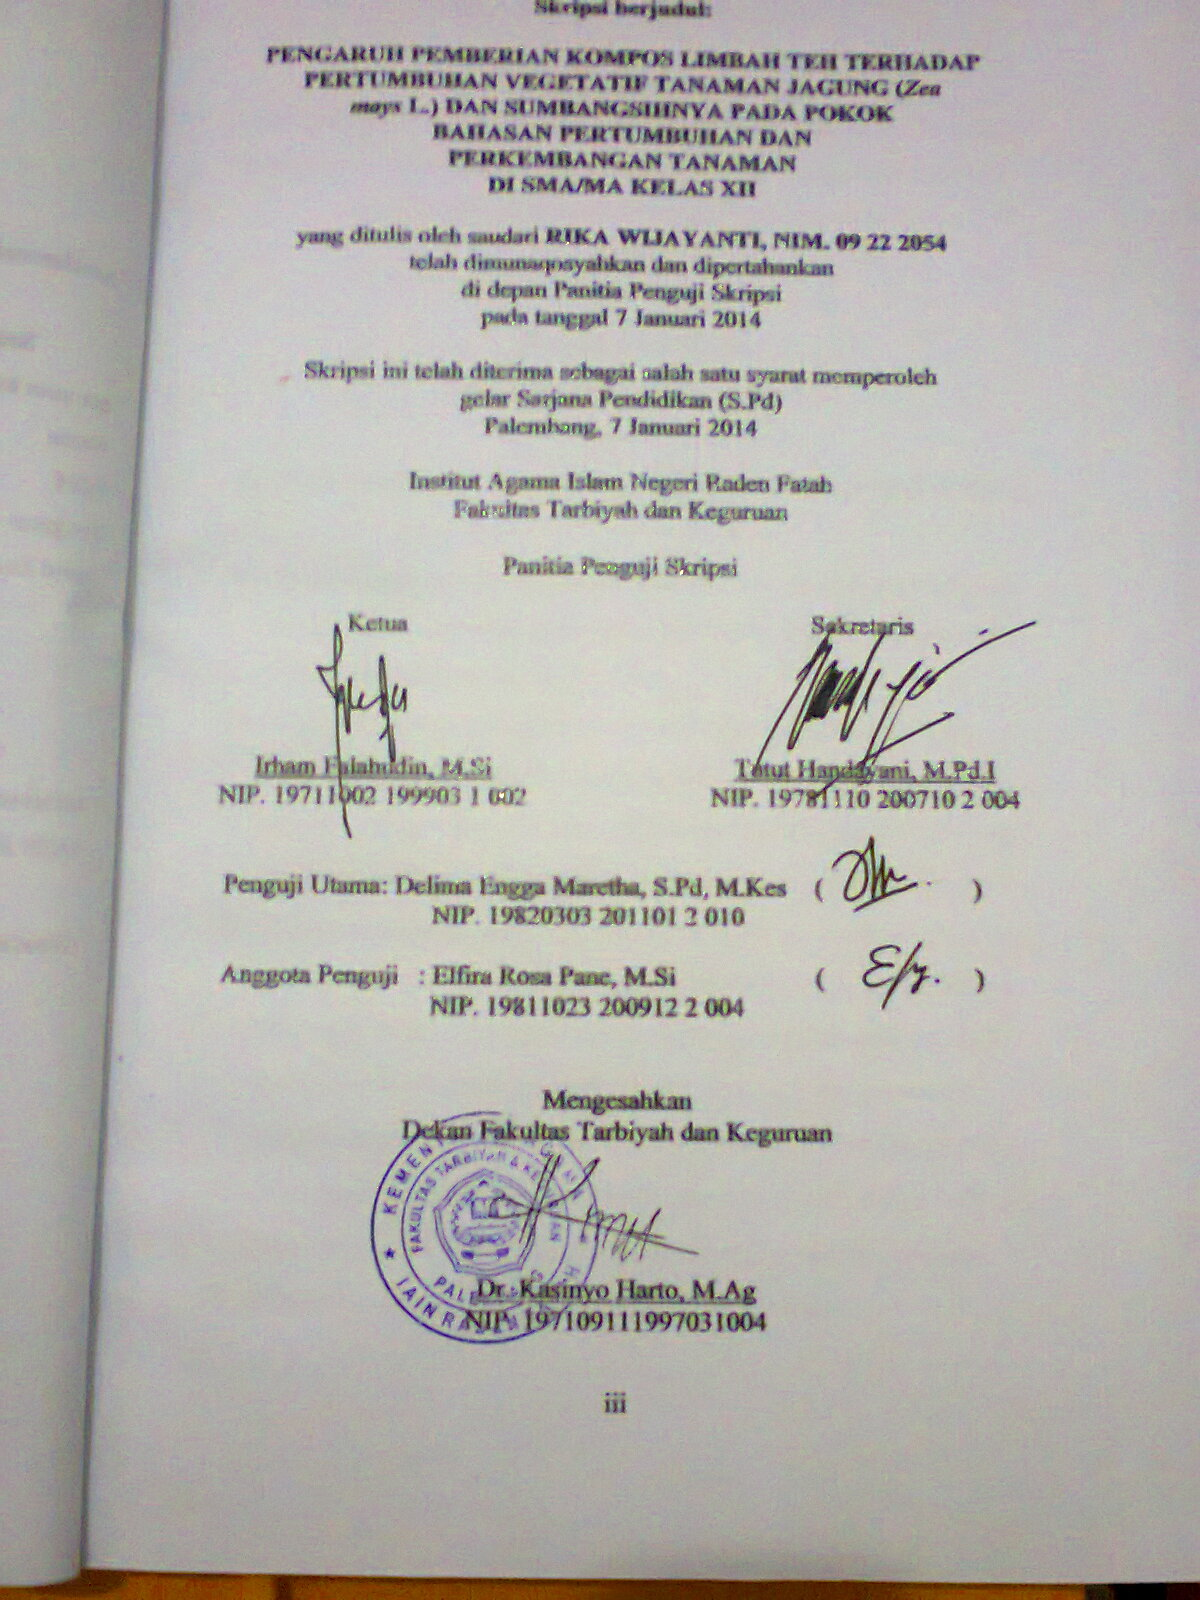 Skripsi berjudul:
PENGARUH PEMBERIAN KOMPOS LIMBAH TEH TERHADAP
PERTUMBUHAN VEGETATIF TANAMAN JAGUNG (Zea
mays L.) DAN SUMBANGSIHNYA PADA POKOK
BAHASAN PERTUMBUHAN DAN
PERKEMBANGAN TANAMAN
DI SMA/MA KELAS XII
yang ditulis oleh saudari RIKA WIJAYANTI, NIM. 09 22 2054
telah dimunaqosyahkan dan dipertahankan
di depan Panitia Penguji Skripsi
pada tanggal 7 Januari 2014
Skripsi ini telah diterima sebagai salah satu syarat memperoleh
gelar Sarjana Pendidikan (S.Pd)
Palembang, 7 Januari 2014
Institut Agama Islam Negeri Raden Fatah
Fakultas Tarbiyah dan Keguruan
Panitia Penguji Skripsi
Ketua Sekretaris
Irham Falahudin, M.Si Tutut Handayani, M.Pd.I
NIP. 19711002 199903 1 002 NIP. 19781110 200710 2 004
Penguji Utama: Delima Engga Maretha, S.Pd, M.Kes ( )
NIP. 19820303 201101 2 010
Anggota Penguji : Elfira Rosa Pane, M.Si ( )
NIP. 19811023 200912 2 004
Mengesahkan
Dekan Fakultas Tarbiyah dan Keguruan
FAKULTAS TARBIYAH &
IAIN
Dr. Kasinyo Harto, M.Ag
NIP. 197109111997031004
iii